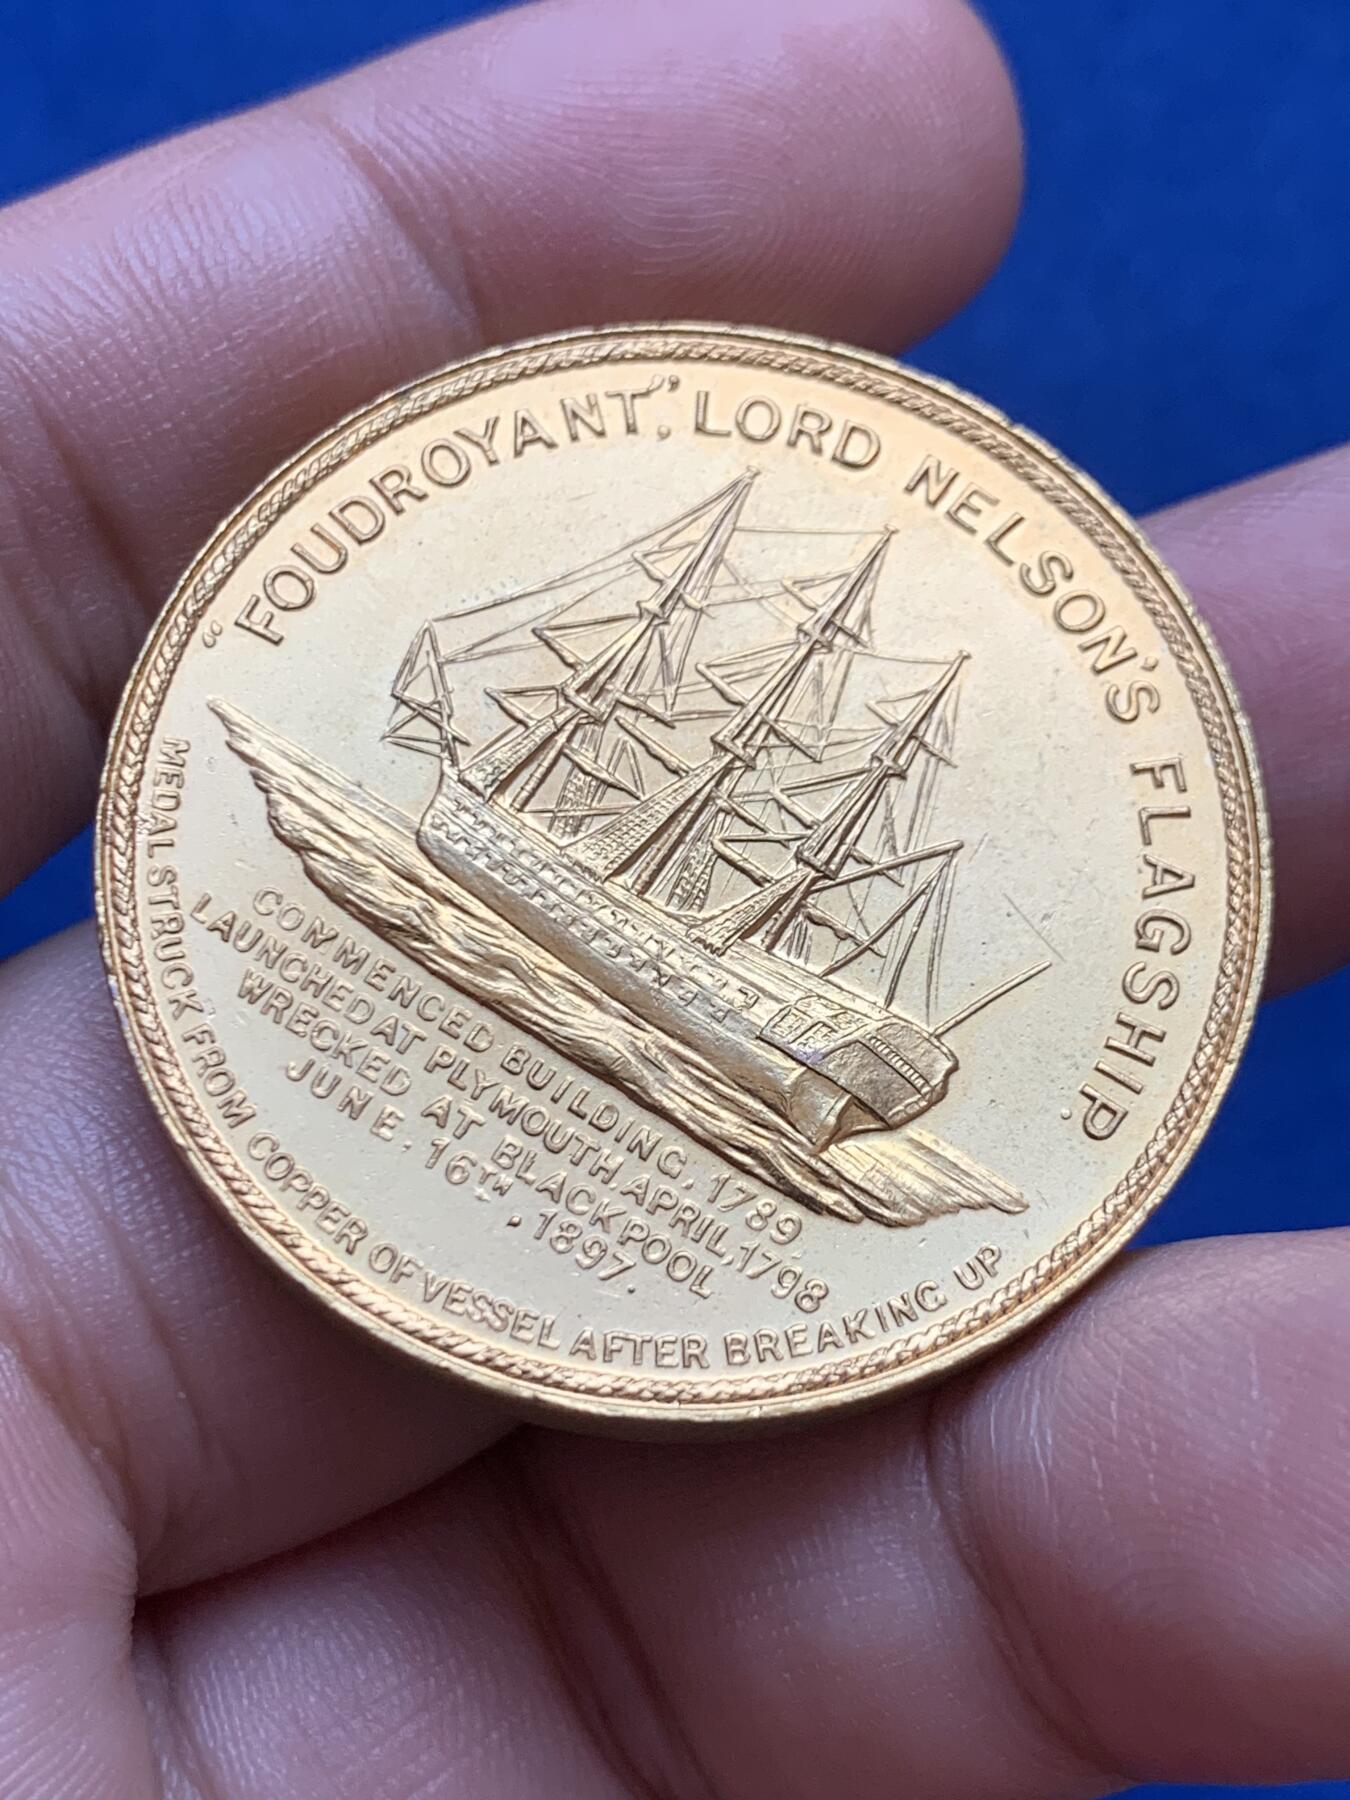 "FOUDROYANT," LORD NELSON'S FLAGSHIP.
COMMENCED BUILDING, 1789
LAUNCHED AT PLYMOUTH, APRIL, 1798
WRECKED AT BLACKPOOL
JUNE, 16TH · 1897.
MEDAL STRUCK FROM COPPER OF VESSEL AFTER BREAKING UP